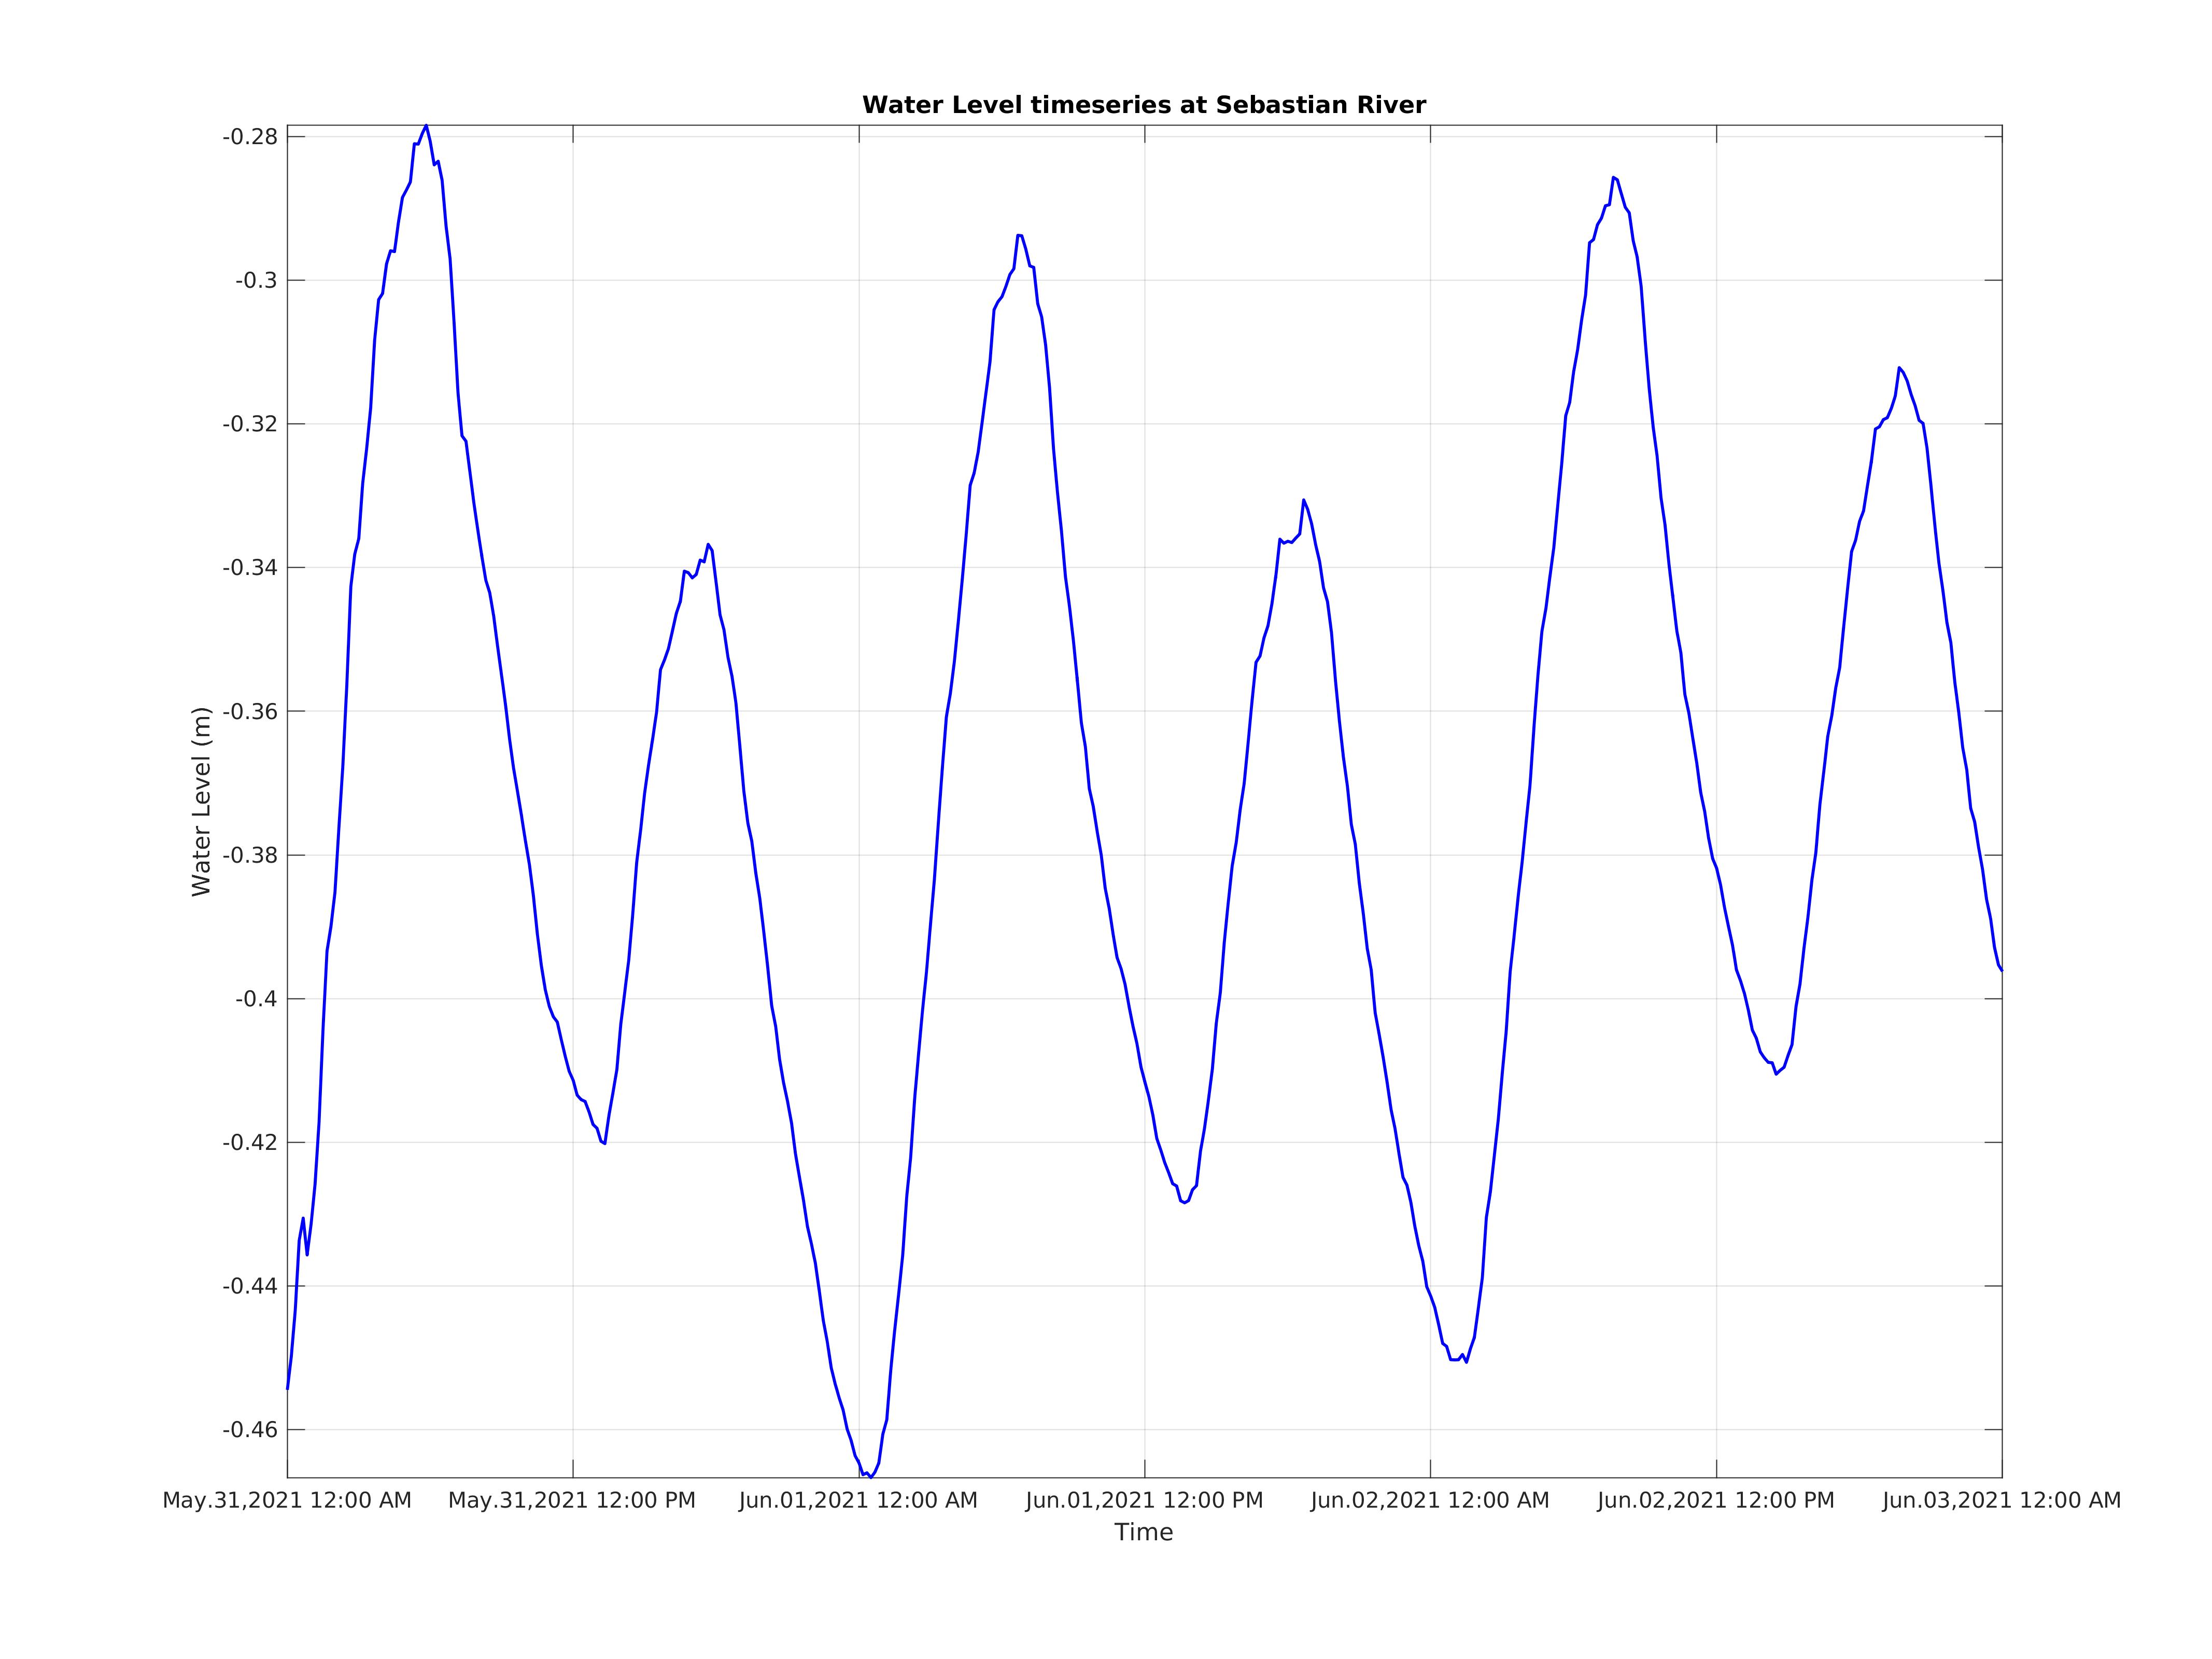 Water Level timeseries at Sebastian River
-0.28
-0.3
-0.32
-0.34
-0.36
-0.38
-0.4
-0.42
-0.44
-0.46
Water Level (m)
May.31,2021 12:00 AM
May.31,2021 12:00 PM
Jun.01,2021 12:00 AM
Jun.01,2021 12:00 PM
Jun.02,2021 12:00 AM
Jun.02,2021 12:00 PM
Jun.03,2021 12:00 AM
Time